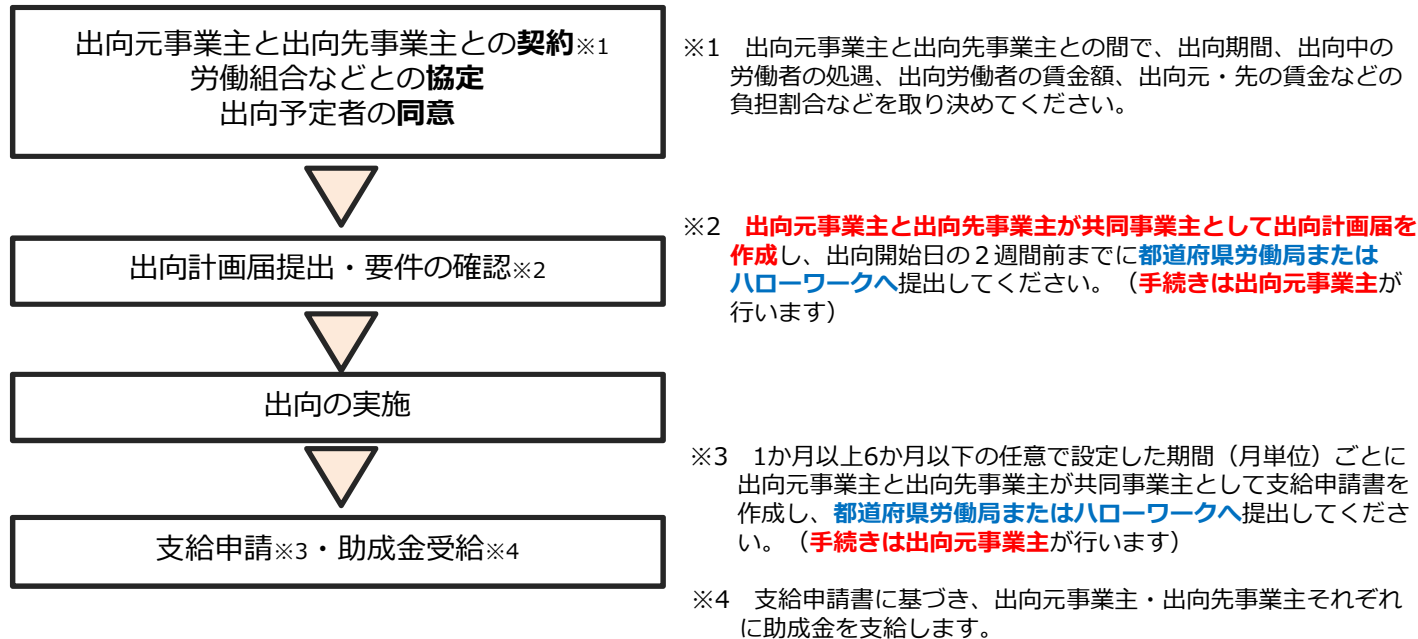 出向元事業主と出向先事業主との契約※1
労働組合などとの協定
出向予定者の同意
※1　出向元事業主と出向先事業主との間で、出向期間、出向中の
労働者の処遇、出向労働者の賃金額、出向元・先の賃金などの
負担割合などを取り決めてください。
出向計画届提出・要件の確認※2
※2　出向元事業主と出向先事業主が共同事業主として出向計画届を
作成し、出向開始日の２週間前までに都道府県労働局または
ハローワークへ提出してください。（手続きは出向元事業主が
行います）
出向の実施
支給申請※3・助成金受給※4
※3　1か月以上6か月以下の任意で設定した期間（月単位）ごとに
出向元事業主と出向先事業主が共同事業主として支給申請書を
作成し、都道府県労働局またはハローワークへ提出してくださ
い。（手続きは出向元事業主が行います）
※4　支給申請書に基づき、出向元事業主・出向先事業主それぞれ
に助成金を支給します。